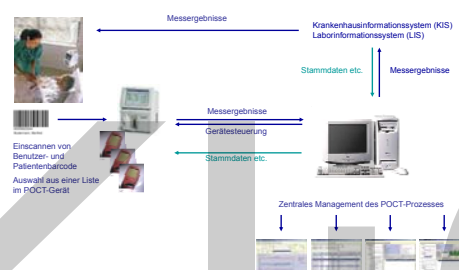 Messergebnisse
Krankenhausinformationssystem (KIS)
Laborinformationssystem (LIS)
Stammdaten etc.
Messergebnisse
Messergebnisse
Gerätesteuerung
Stammdaten etc.
Einscannen von
Benutzer- und
Patientenbarcode
Auswahl aus einer Liste
im POCT-Gerät
Zentrales Management des POCT-Prozesses